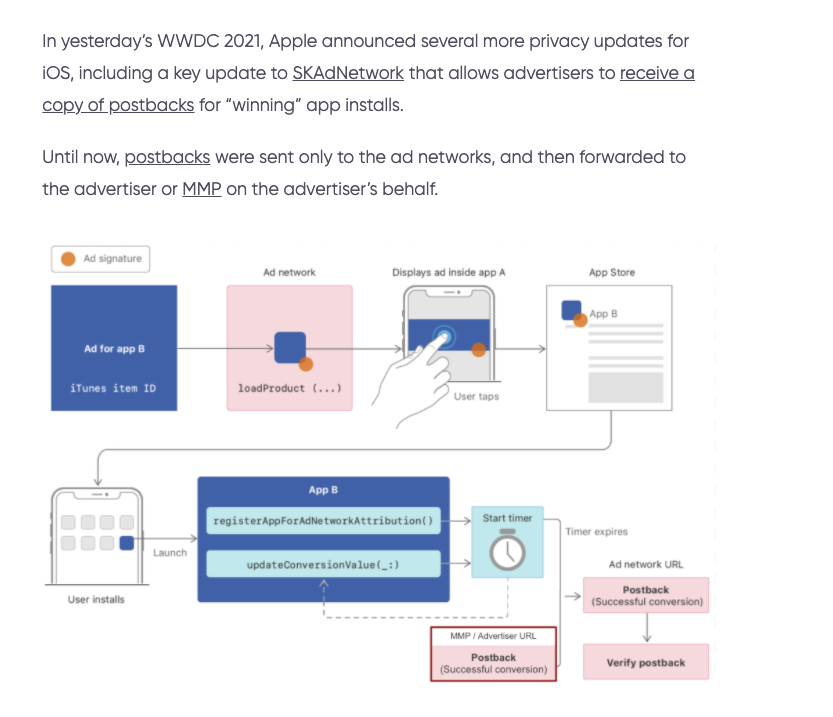 In yesterday's WWDC 2021, Apple announced several more privacy updates for
iOS, including a key update to SKAdNetwork that allows advertisers to receive a
copy of postbacks for “winning” app installs.
Until now, postbacks were sent only to the ad networks, and then forwarded to
the advertiser or MMP on the advertiser's behalf.
Ad signature
Ad network
Displays ad inside app A
App Store
Ad for app B
iTunes item ID
loadProduct (...)
User taps
App B
User installs
Launch
App B
registerAppForAdNetworkAttribution()
updateConversionValue(_:)
Start timer
Timer expires
Ad network URL
Postback
(Successful conversion)
Verify postback
MMP / Advertiser URL
Postback
(Successful conversion)